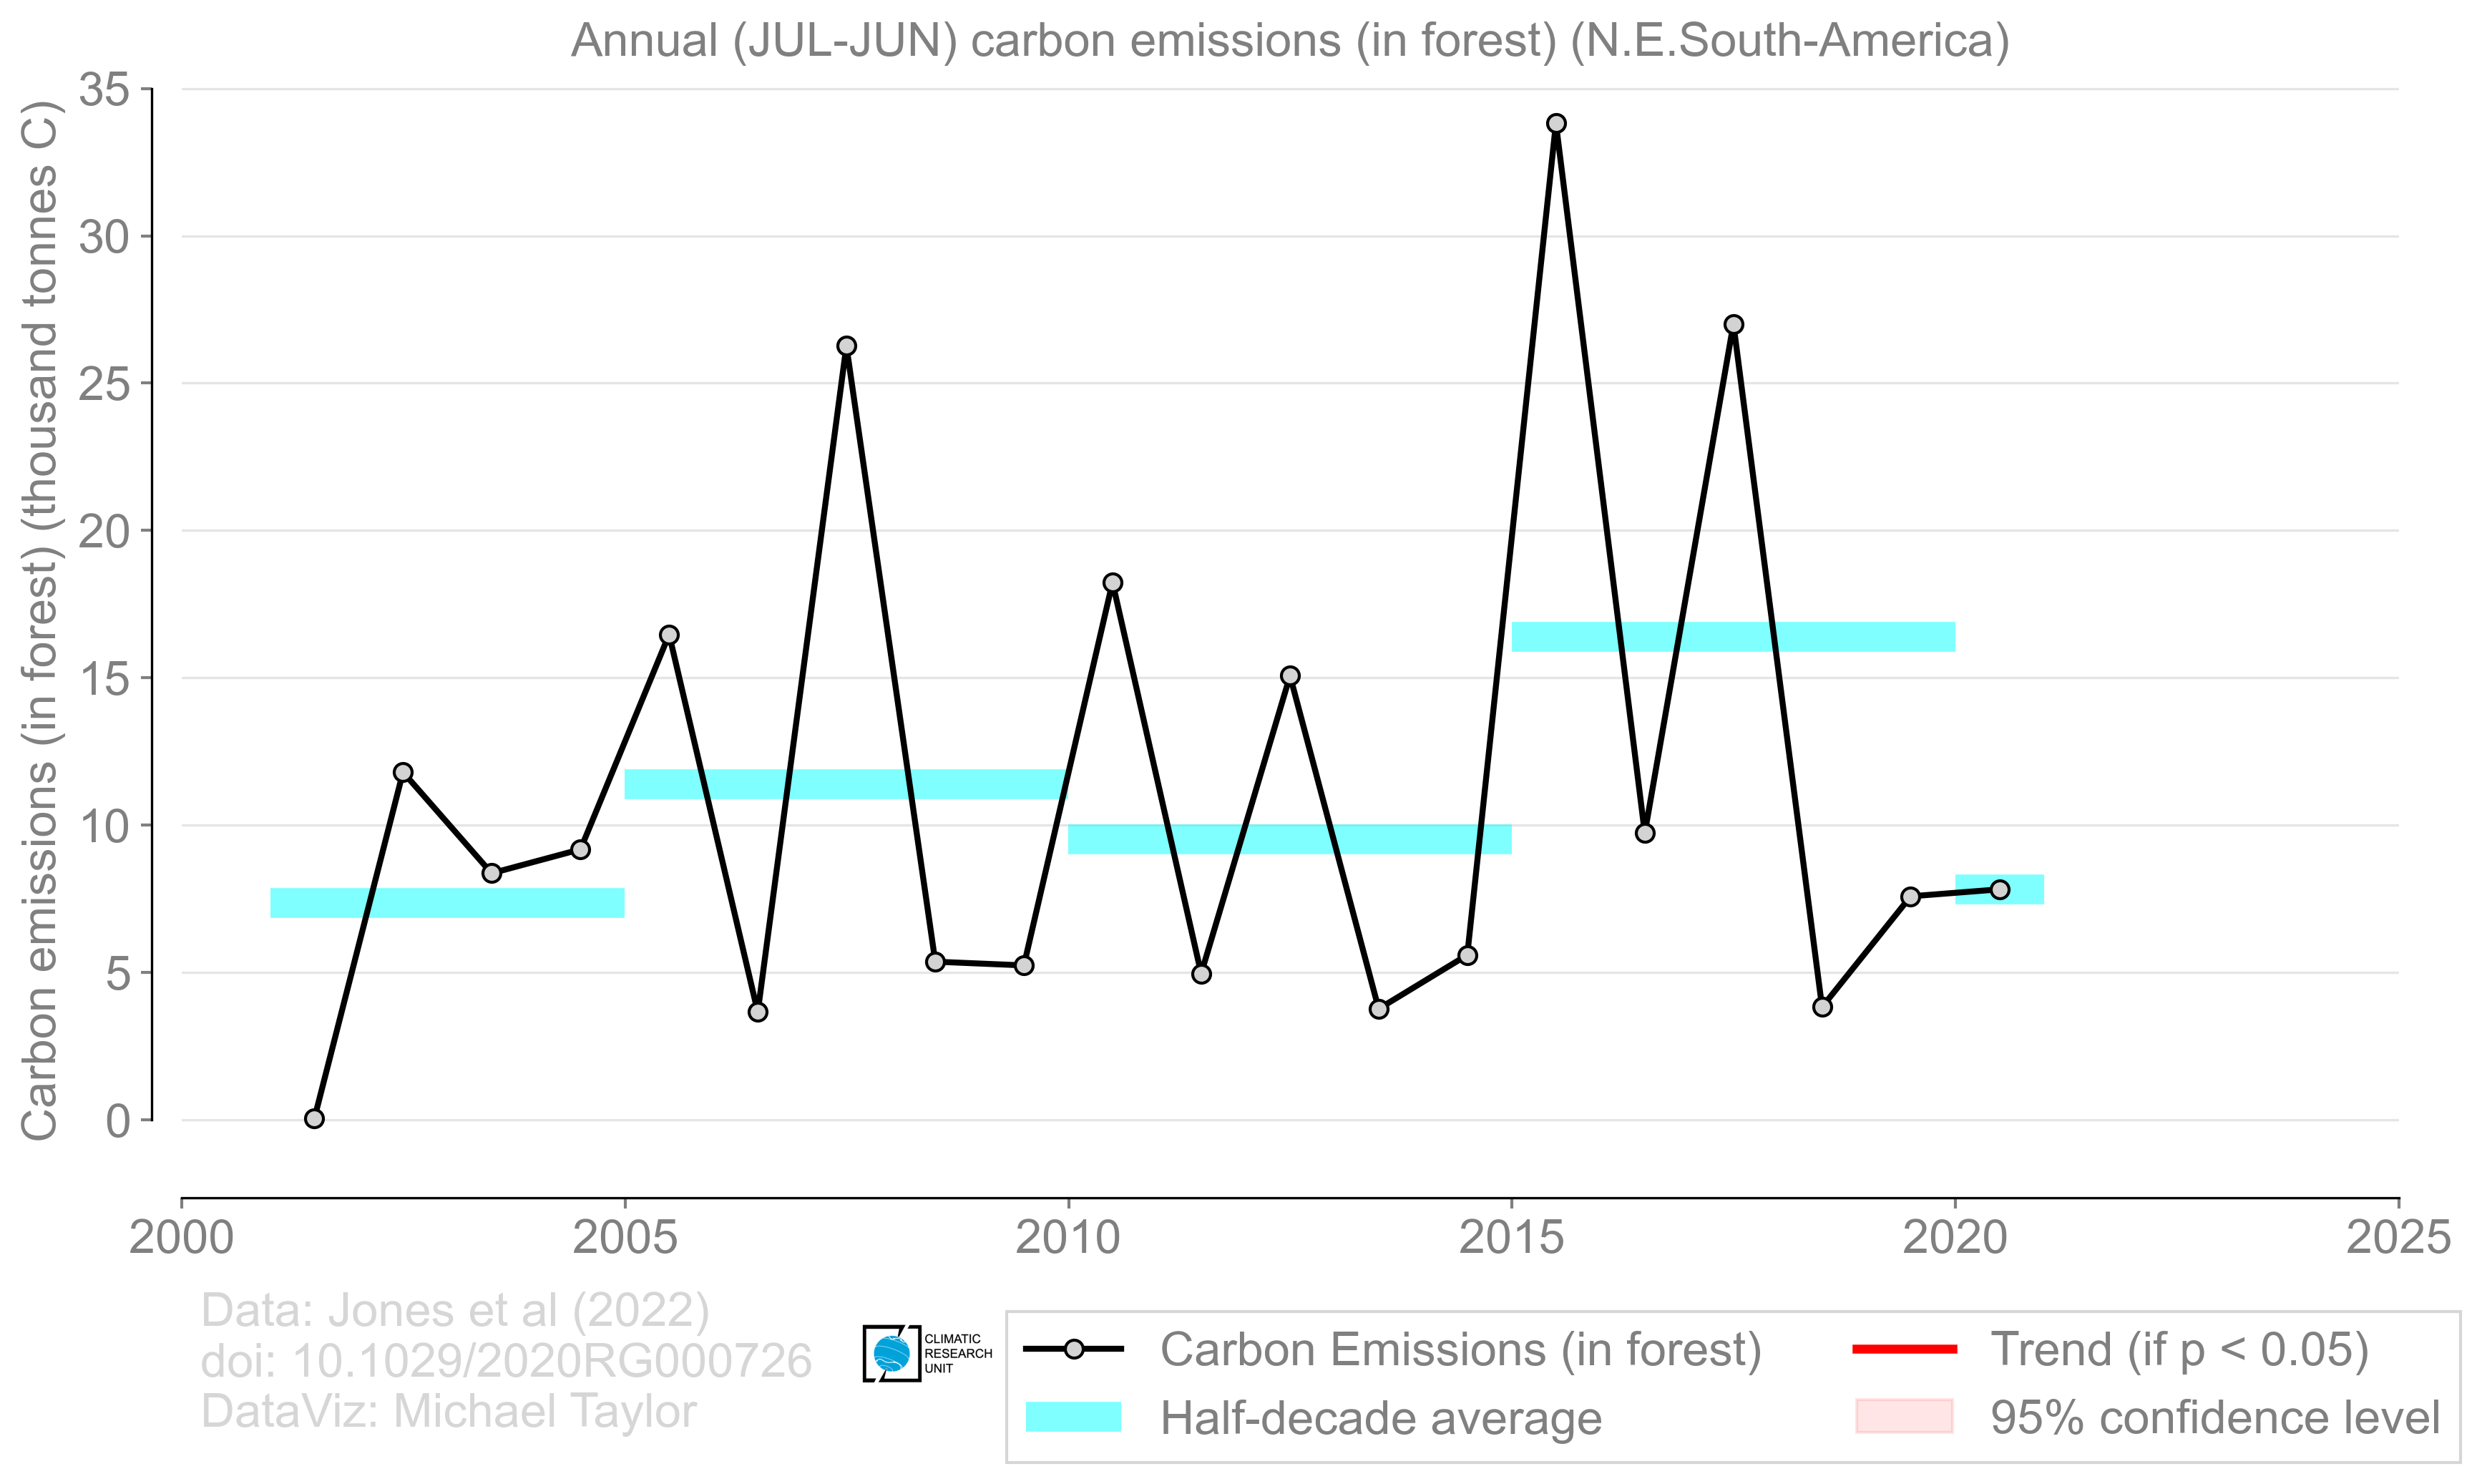 Annual (JUL-JUN) carbon emissions (in forest) (N.E.South-America)
Carbon emissions (in forest) (thousand tonnes C)
35
30
25
20
15
10
5
0
2000 2005 2010 2015 2020 2025
Data: Jones et al (2022)
doi: 10.1029/2020RG000726
DataViz: Michael Taylor
CLIMATIC
RESEARCH
UNIT
Carbon Emissions (in forest)
Half-decade average
Trend (if p < 0.05)
95% confidence level